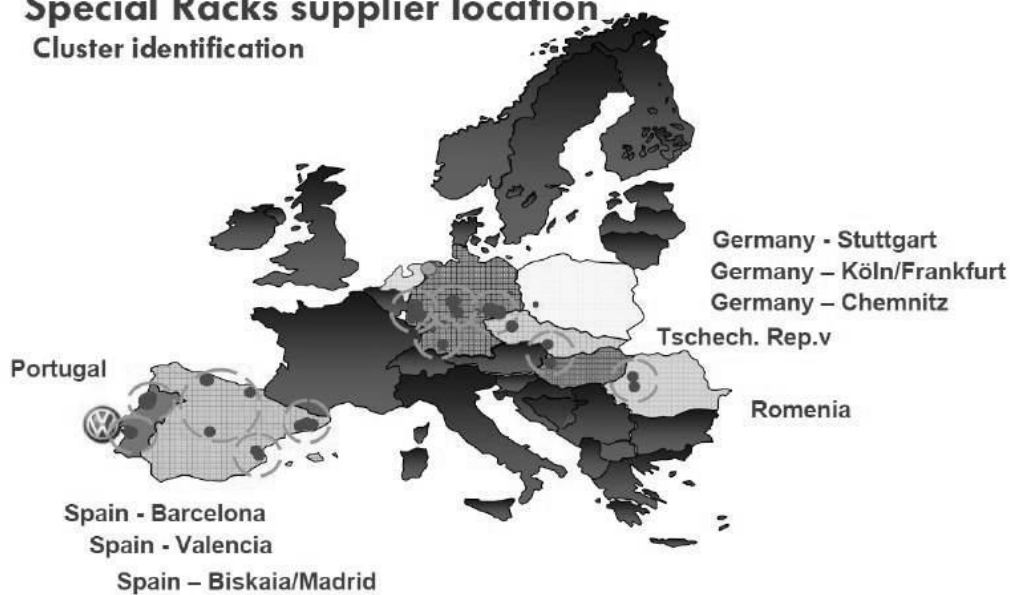 Special Racks supplier location
Cluster identification
Germany - Stuttgart
Germany – Köln/Frankfurt
Germany – Chemnitz
Tschech. Rep.v
Portugal
Romenia
VW
Spain - Barcelona
Spain - Valencia
Spain – Biskaia/Madrid